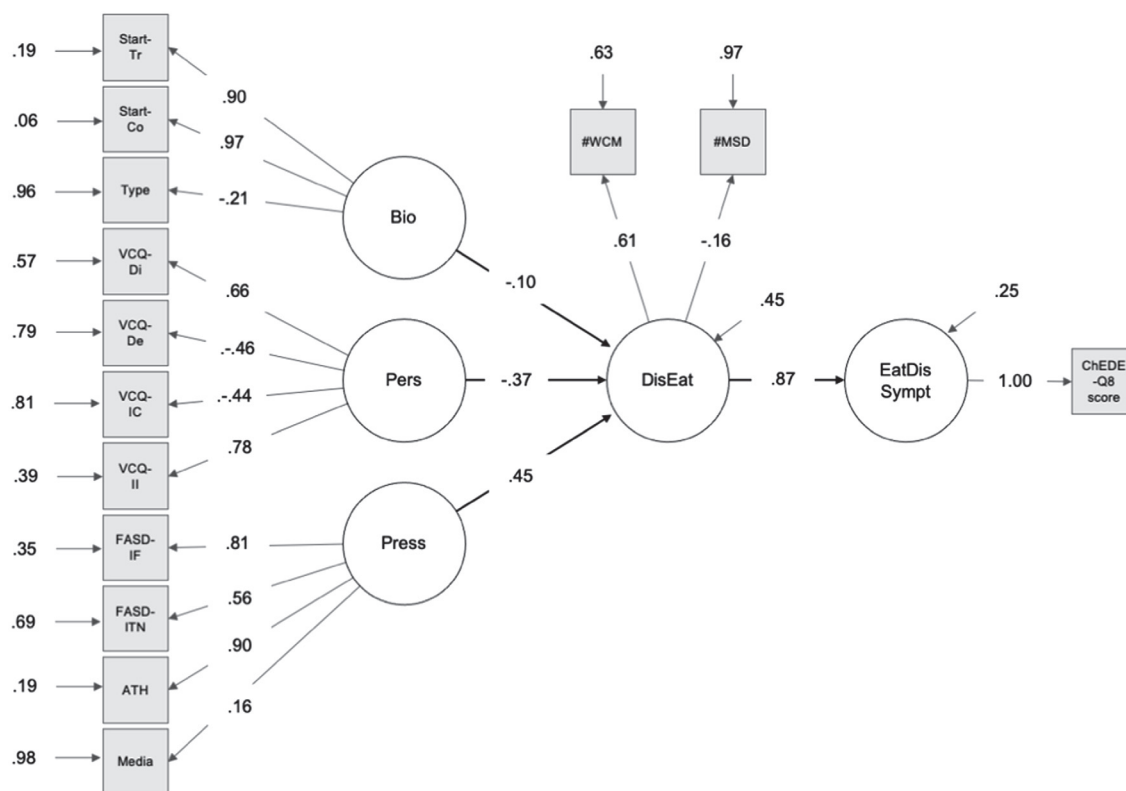 .19
Start-
Tr
.90
.06
Start-
Co
.97
.96
Type
-.21
.57
VCQ-
Di
.66
.79
VCQ-
De
.-.46
.81
VCQ-
IC
.-.44
.39
VCQ-
II
.78
.35
FASD-
IF
.81
.69
FASD-
ITN
.56
.19
ATH
.90
.98
Media
.16
Bio
-.10
Pers
-.37
Press
.45
.63
#WCM
.61
.97
#MSD
-.16
.45
DisEat
.87
.25
EatDis
Sympt
1.00
ChEDE
-Q8
score